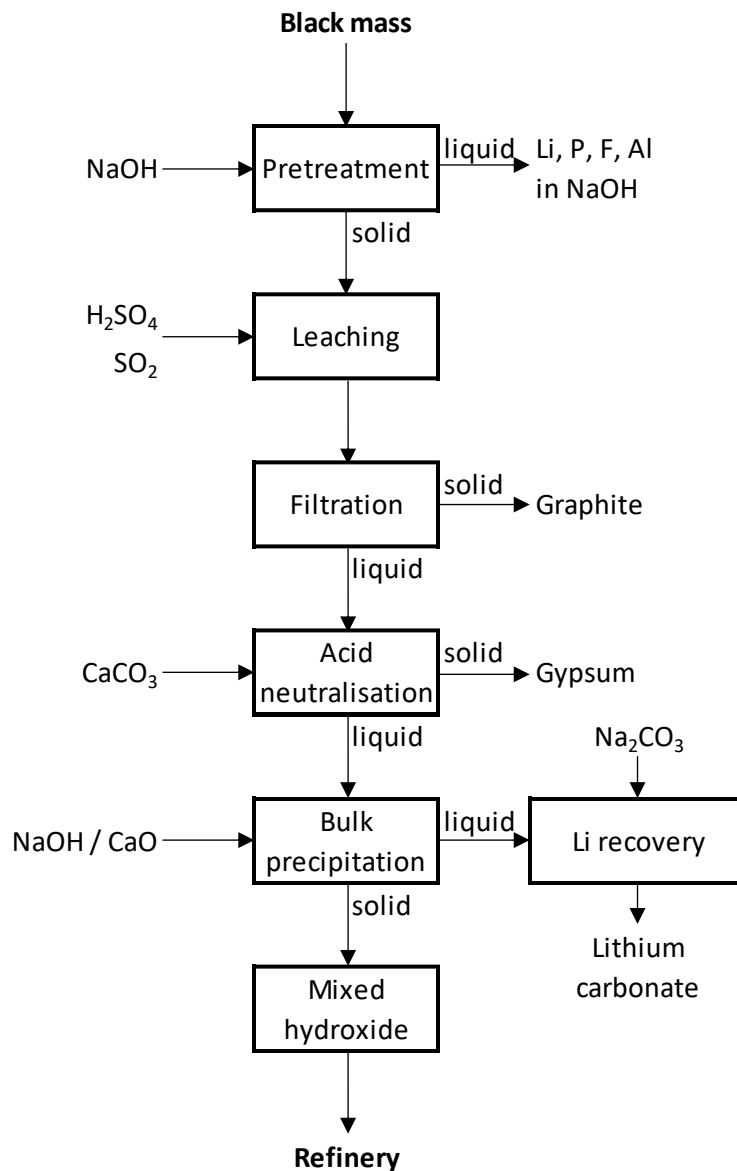 Black mass
NaOH
Pretreatment
liquid
Li, P, F, Al
in NaOH
solid
H₂SO₄
SO₂
Leaching
Filtration
solid
Graphite
liquid
CaCO₃
Acid
neutralisation
solid
Gypsum
liquid
Na₂CO₃
NaOH / CaO
Bulk
precipitation
liquid
Li recovery
solid
Lithium
carbonate
Mixed
hydroxide
Refinery